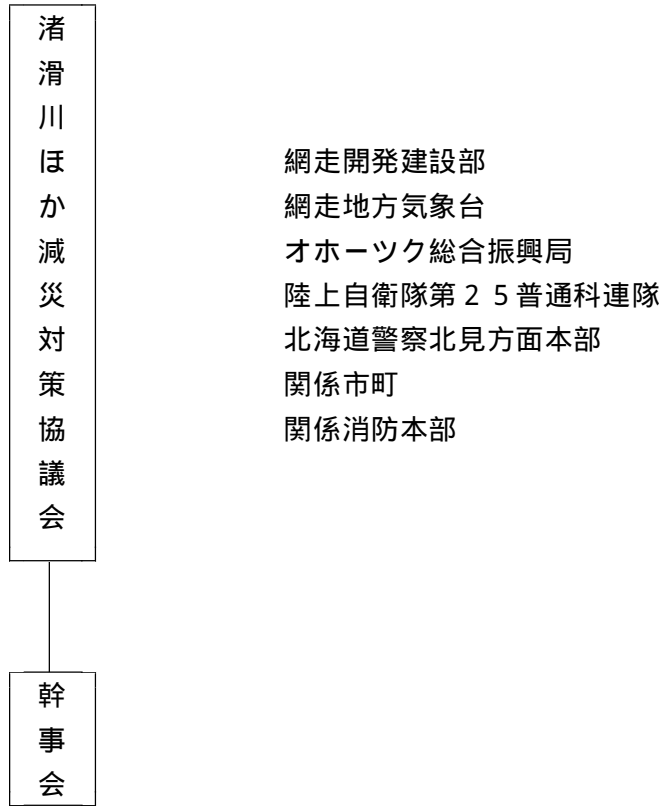 渚滑川ほか減災対策協議会
網走開発建設部
網走地方気象台
オホーツク総合振興局
陸上自衛隊第２５普通科連隊
北海道警察北見方面本部
関係市町
関係消防本部
幹事会